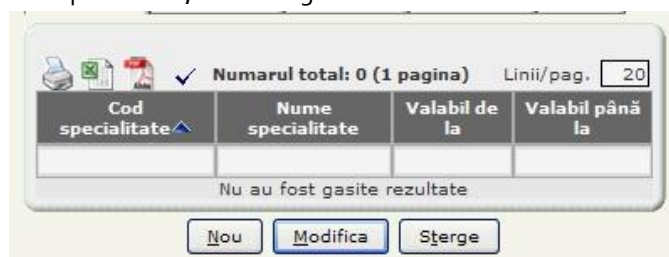 Numarul total: 0 (1 pagina) Linii/pag. 20
Cod specialitate Nume specialitate Valabil de la Valabil până la
Nu au fost gasite rezultate
Nou Modifica Sterge